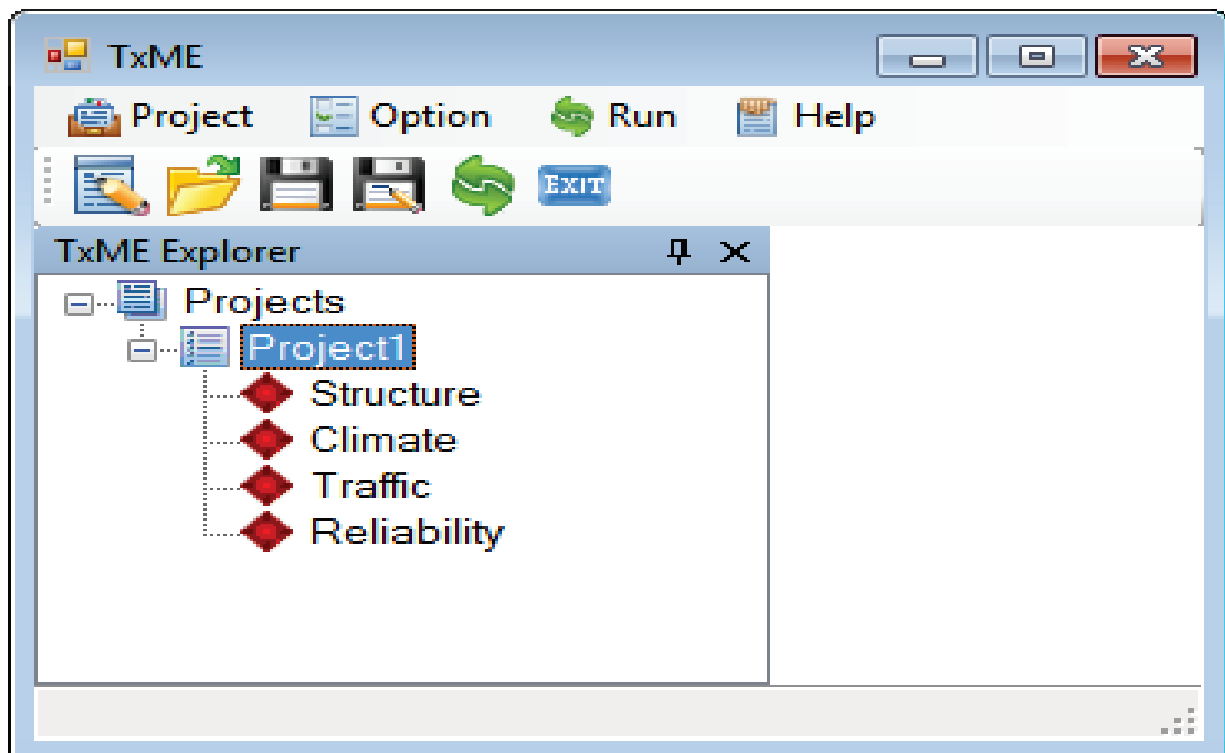 TxME
Project Option Run Help
EXIT
TxME Explorer
Projects
Project1
Structure
Climate
Traffic
Reliability